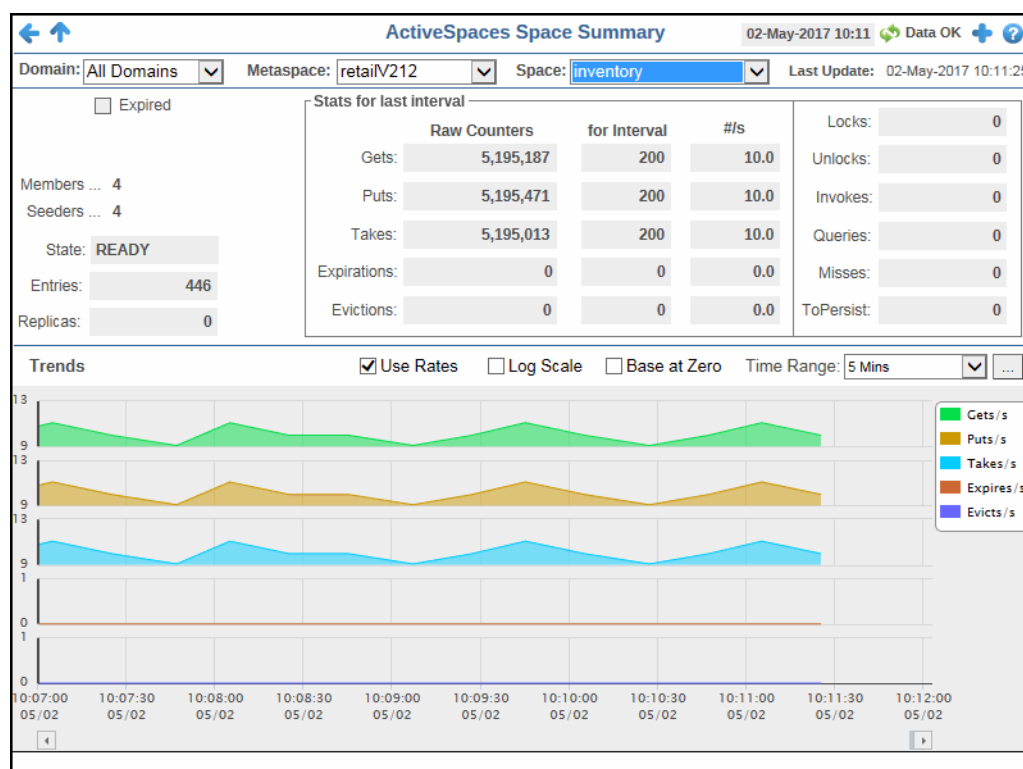 ActiveSpaces Space Summary 02-May-2017 10:11 Data OK
Domain: All Domains Metaspace: retailV212 Space: inventory Last Update: 02-May-2017 10:11:25
Expired
Members ... 4
Seeders ... 4
State: READY
Entries: 446
Replicas: 0
Stats for last interval
Raw Counters for Interval #/s
Gets: 5,195,187 200 10.0
Puts: 5,195,471 200 10.0
Takes: 5,195,013 200 10.0
Expirations: 0 0 0.0
Evictions: 0 0 0.0
Locks: 0
Unlocks: 0
Invokes: 0
Queries: 0
Misses: 0
ToPersist: 0
Trends Use Rates Log Scale Base at Zero Time Range: 5 Mins ...
13
9
13
9
13
9
1
0
1
0
Gets/s
Puts/s
Takes/s
Expires/s
Evicts/s
10:07:00 10:07:30 10:08:00 10:08:30 10:09:00 10:09:30 10:10:00 10:10:30 10:11:00 10:11:30 10:12:00
05/02 05/02 05/02 05/02 05/02 05/02 05/02 05/02 05/02 05/02 05/02